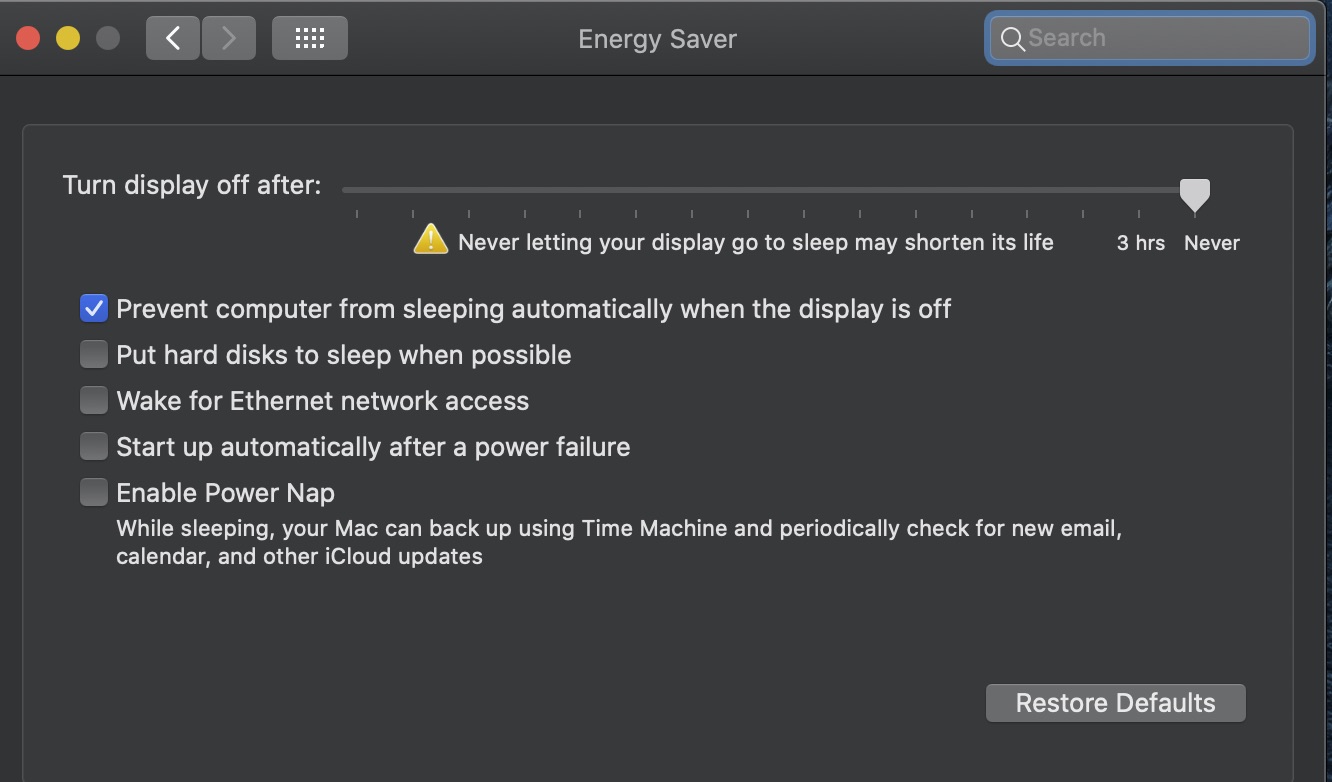 Energy Saver
Search
Turn display off after:
Never letting your display go to sleep may shorten its life
3 hrs
Never
Prevent computer from sleeping automatically when the display is off
Put hard disks to sleep when possible
Wake for Ethernet network access
Start up automatically after a power failure
Enable Power Nap
While sleeping, your Mac can back up using Time Machine and periodically check for new email,
calendar, and other iCloud updates
Restore Defaults